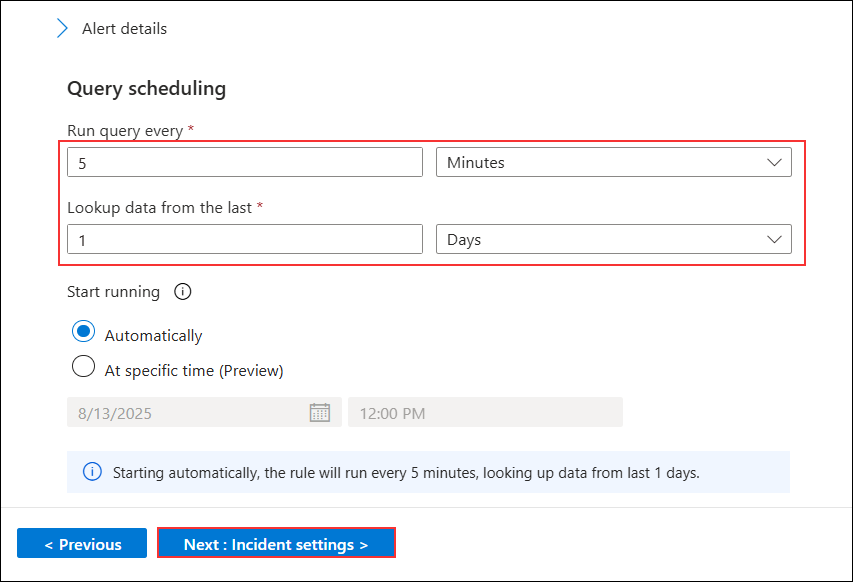 Alert details
Query scheduling
Run query every *
5 Minutes
Lookup data from the last *
1 Days
Start running
Automatically
At specific time (Preview)
8/13/2025 12:00 PM
Starting automatically, the rule will run every 5 minutes, looking up data from last 1 days.
< Previous Next : Incident settings >